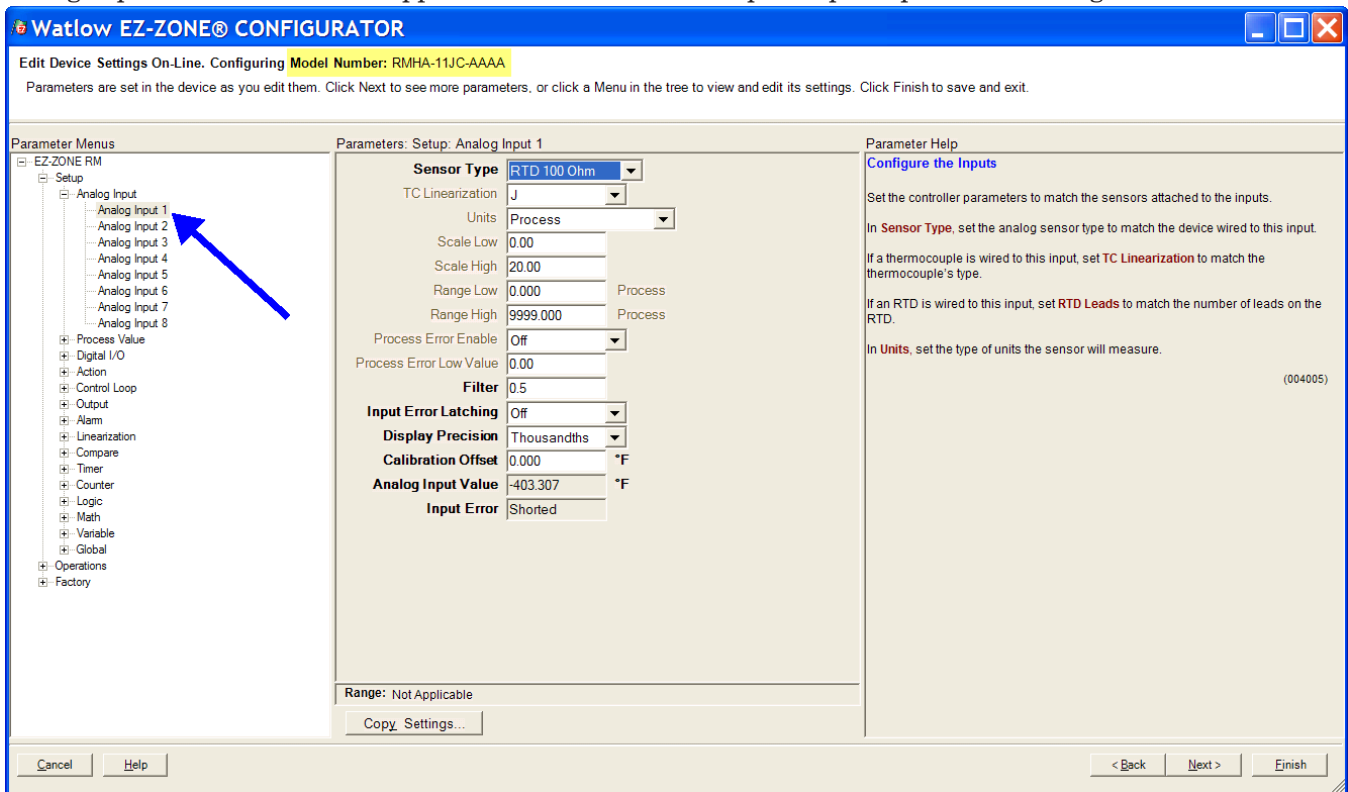 Watlow EZ-ZONE® CONFIGURATOR
Edit Device Settings On-Line. Configuring Model Number: RMHA-11JC-AAAA
Parameters are set in the device as you edit them. Click Next to see more parameters, or click a Menu in the tree to view and edit its settings. Click Finish to save and exit.
Parameter Menus
EZ-ZONE RM
Setup
Analog Input
Analog Input 1
Analog Input 2
Analog Input 3
Analog Input 4
Analog Input 5
Analog Input 6
Analog Input 7
Analog Input 8
Process Value
Digital I/O
Action
Control Loop
Output
Alarm
Linearization
Compare
Timer
Counter
Logic
Math
Variable
Global
Operations
Factory
Parameters: Setup: Analog Input 1
Sensor Type RTD 100 Ohm
TC Linearization J
Units Process
Scale Low 0.00
Scale High 20.00
Range Low 0.000 Process
Range High 9999.000 Process
Process Error Enable Off
Process Error Low Value 0.00
Filter 0.5
Input Error Latching Off
Display Precision Thousandths
Calibration Offset 0.000 °F
Analog Input Value -403.307 °F
Input Error Shorted
Range: Not Applicable
Copy Settings...
Parameter Help
Configure the Inputs
Set the controller parameters to match the sensors attached to the inputs.
In Sensor Type, set the analog sensor type to match the device wired to this input.
If a thermocouple is wired to this input, set TC Linearization to match the
thermocouple's type.
If an RTD is wired to this input, set RTD Leads to match the number of leads on the
RTD.
In Units, set the type of units the sensor will measure.
(004005)
Cancel Help < Back Next > Finish